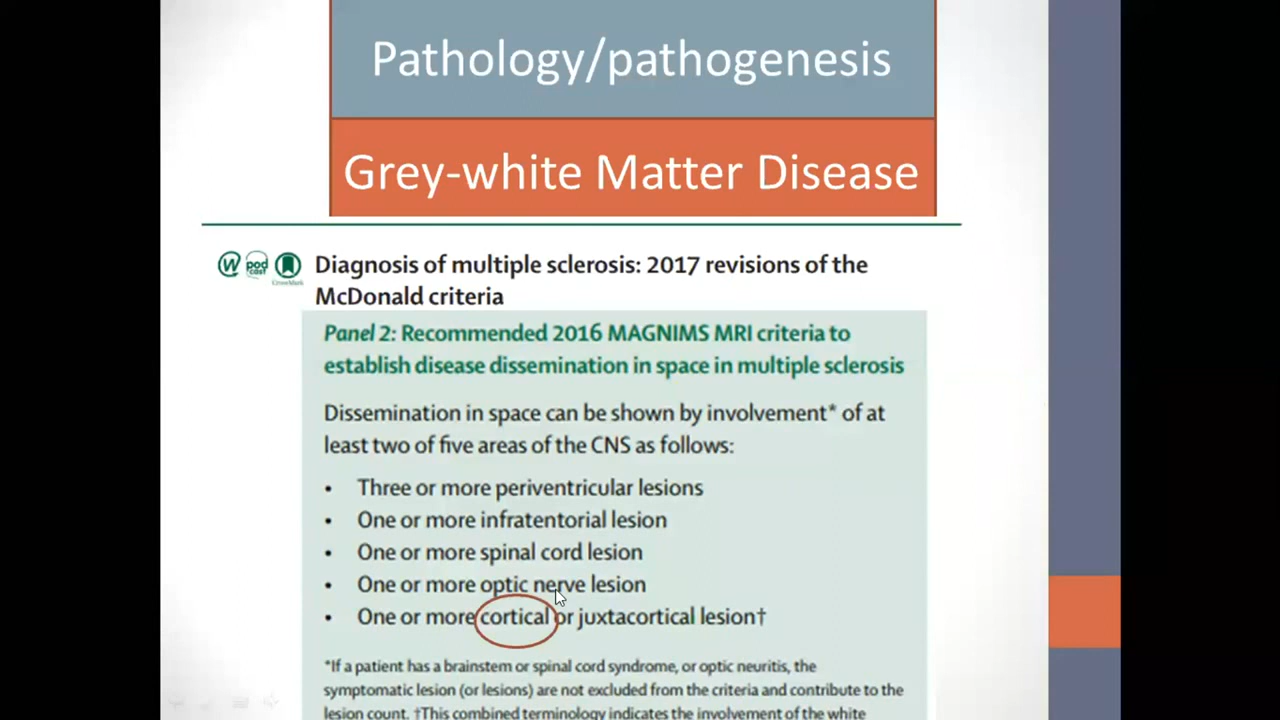 Pathology/pathogenesis
Grey-white Matter Disease
W pod cast CrossMark
Diagnosis of multiple sclerosis: 2017 revisions of the
McDonald criteria
Panel 2: Recommended 2016 MAGNIMS MRI criteria to
establish disease dissemination in space in multiple sclerosis
Dissemination in space can be shown by involvement* of at
least two of five areas of the CNS as follows:
• Three or more periventricular lesions
• One or more infratentorial lesion
• One or more spinal cord lesion
• One or more optic nerve lesion
• One or more cortical or juxtacortical lesion†
*If a patient has a brainstem or spinal cord syndrome, or optic neuritis, the
symptomatic lesion (or lesions) are not excluded from the criteria and contribute to the
lesion count. †This combined terminology indicates the involvement of the white